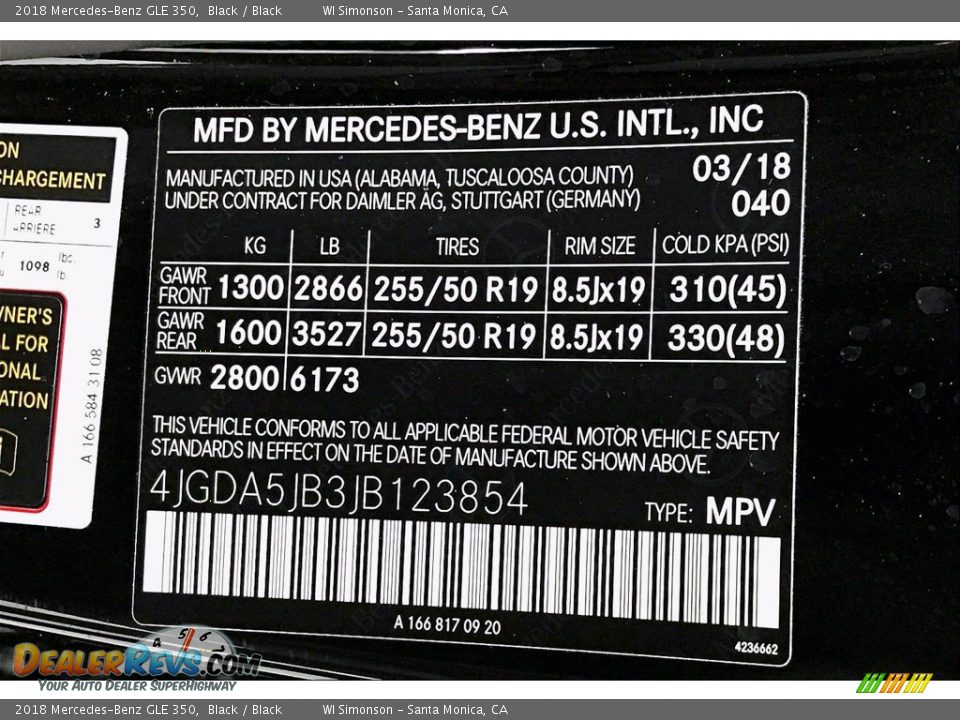 2018 Mercedes-Benz GLE 350, Black / Black WI Simonson - Santa Monica, CA
MFD BY MERCEDES-BENZ U.S. INTL., INC
MANUFACTURED IN USA (ALABAMA, TUSCALOOSA COUNTY) 03/18
UNDER CONTRACT FOR DAIMLER AG, STUTTGART (GERMANY) 040
KG LB TIRES RIM SIZE COLD KPA (PSI)
GAWR FRONT 1300 2866 255/50 R19 8.5Jx19 310(45)
GAWR REAR 1600 3527 255/50 R19 8.5Jx19 330(48)
GVWR 2800 6173
THIS VEHICLE CONFORMS TO ALL APPLICABLE FEDERAL MOTOR VEHICLE SAFETY
STANDARDS IN EFFECT ON THE DATE OF MANUFACTURE SHOWN ABOVE.
4JGDA5JB3JB123854 TYPE: MPV
A 166 817 09 20
4236662
CHARGEMENT
REAR
ARRIERE 3
1098 lbc.
lb.
WNER'S
FOR
A 166 584 31 08
4 5 6
DEALERREVS.COM
YOUR AUTO DEALER SUPERHIGHWAY
2018 Mercedes-Benz GLE 350, Black / Black WI Simonson - Santa Monica, CA